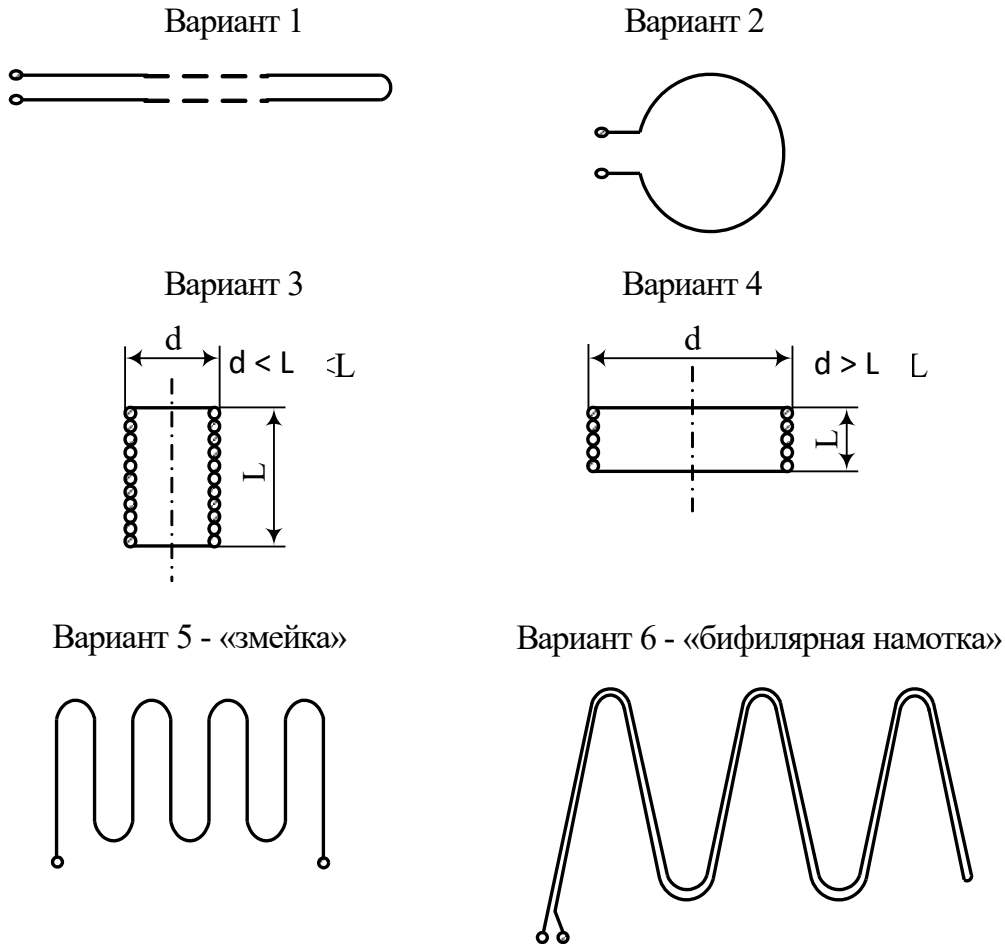 Вариант 1
Вариант 2
Вариант 3
Вариант 4
d
d < L <L
L
d
d > L L
L
Вариант 5 - «змейка»
Вариант 6 - «бифилярная намотка»